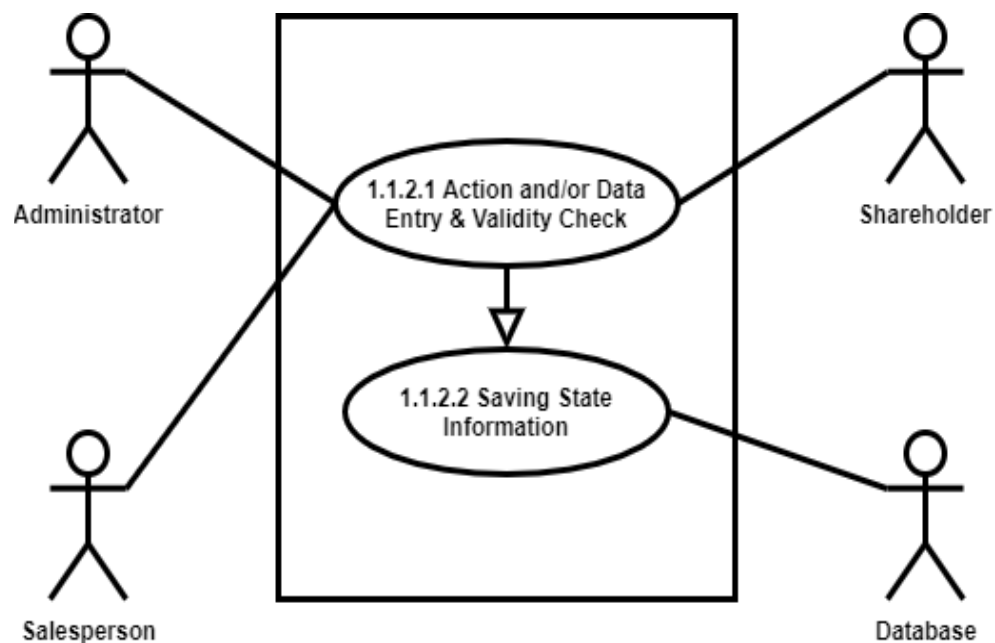 Administrator
1.1.2.1 Action and/or Data
Entry & Validity Check
Shareholder
1.1.2.2 Saving State
Information
Salesperson
Database